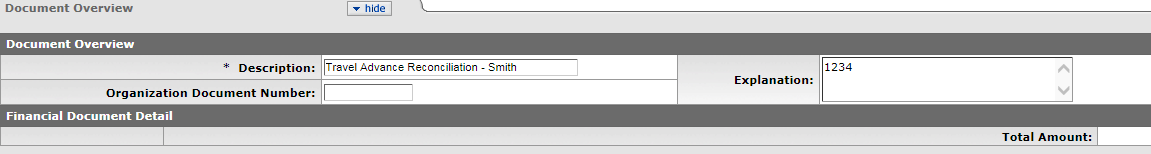 Document Overview
hide
Document Overview
* Description: Travel Advance Reconciliation - Smith
Explanation: 1234
Organization Document Number:
Financial Document Detail
Total Amount: